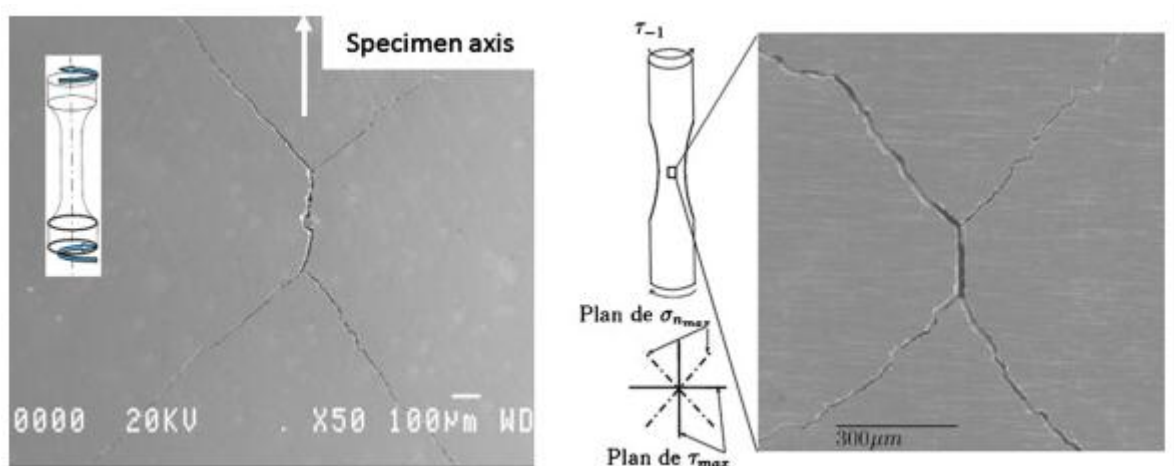 Specimen axis
0000 20KV . X50 100µm WD
τ₋₁
Plan de σₙₘₐₓ
Plan de τₘₐₓ
300µm